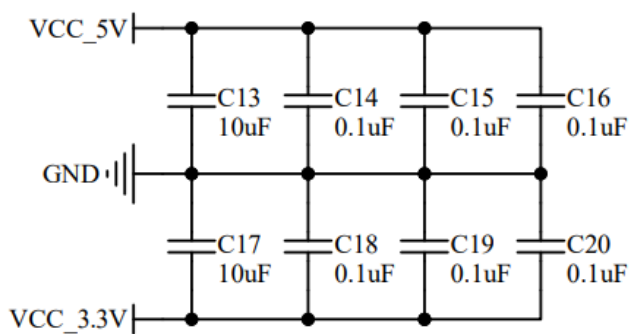 VCC_5V
C13 C14 C15 C16
10uF 0.1uF 0.1uF 0.1uF
GND
C17 C18 C19 C20
10uF 0.1uF 0.1uF 0.1uF
VCC_3.3V